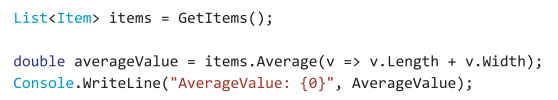 List<Item> items = GetItems();
double averageValue = items.Average(v => v.Length + v.Width);
Console.WriteLine("AverageValue: {0}", AverageValue);